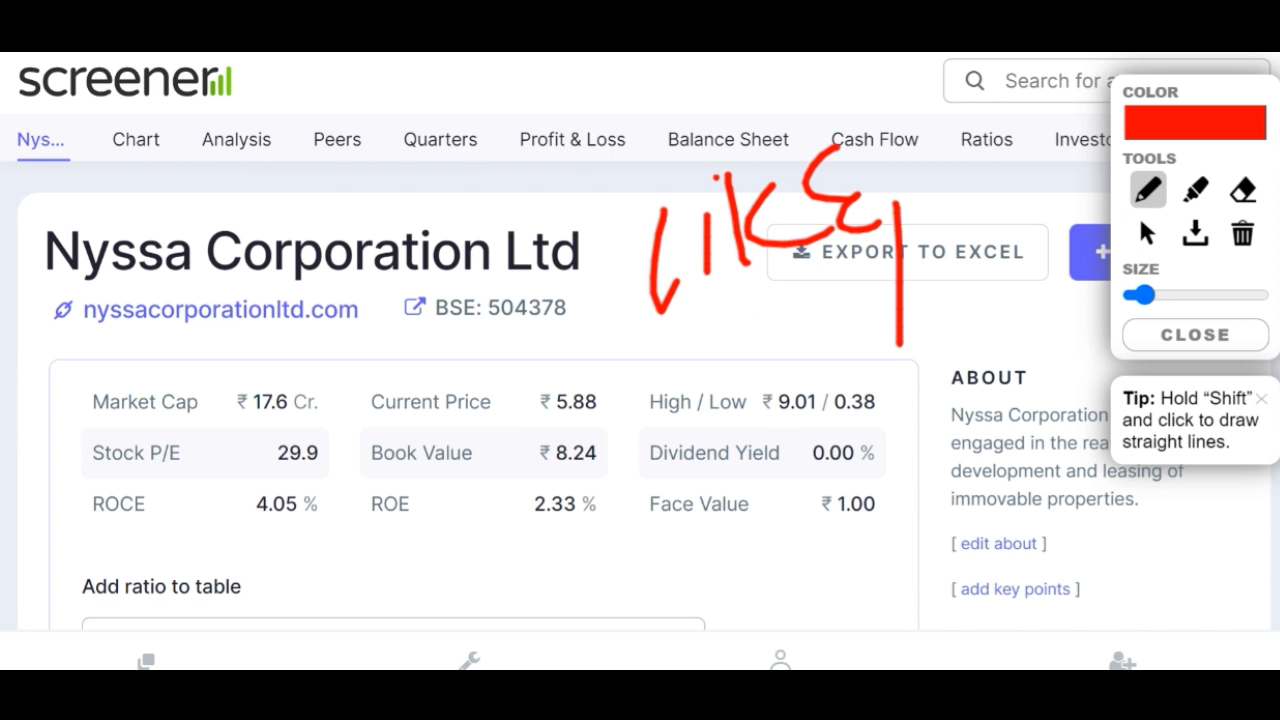 screener
Search for a
Nys... Chart Analysis Peers Quarters Profit & Loss Balance Sheet Cash Flow Ratios Investo
COLOR
TOOLS
SIZE
CLOSE
Tip: Hold “Shift” and click to draw straight lines.
Like
Nyssa Corporation Ltd
EXPORT TO EXCEL
nyssacorporationltd.com BSE: 504378
Market Cap ₹ 17.6 Cr. Current Price ₹ 5.88 High / Low ₹ 9.01 / 0.38
Stock P/E 29.9 Book Value ₹ 8.24 Dividend Yield 0.00 %
ROCE 4.05 % ROE 2.33 % Face Value ₹ 1.00
Add ratio to table
ABOUT
Nyssa Corporation
engaged in the rea
development and leasing of
immovable properties.
[ edit about ]
[ add key points ]